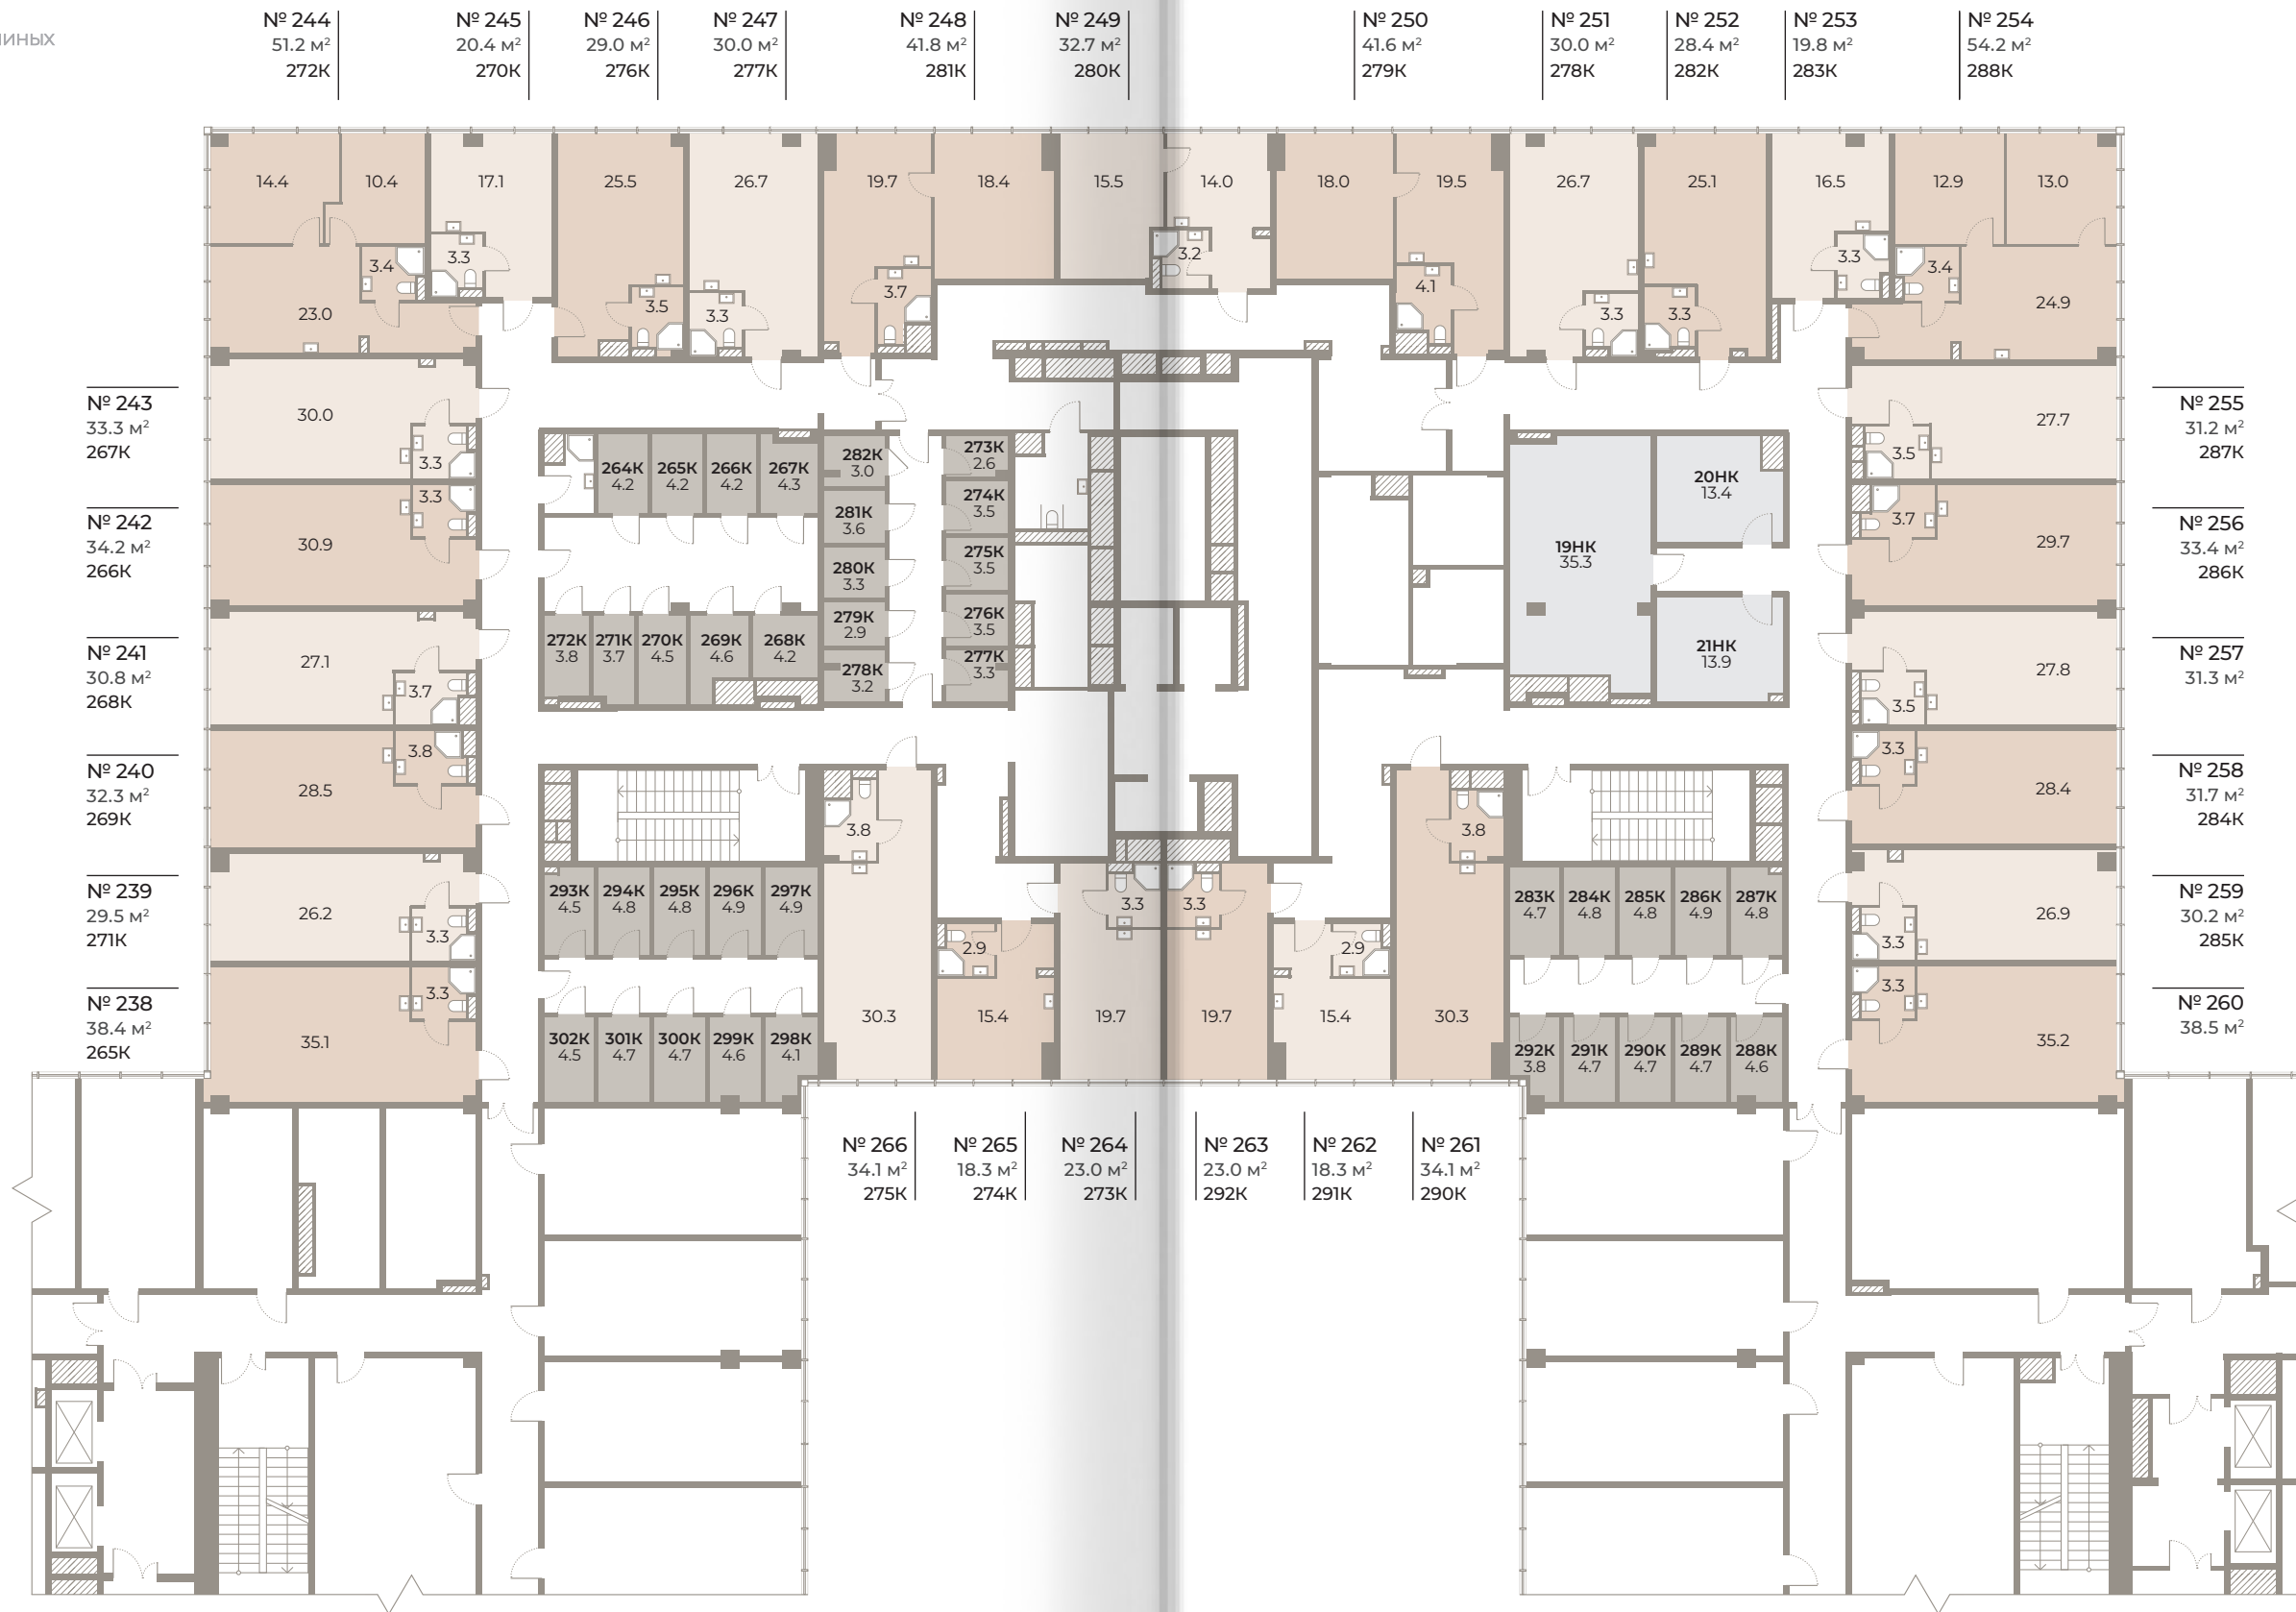 № 244
51.2 м²
272К
№ 245
20.4 м²
270К
№ 246
29.0 м²
276К
№ 247
30.0 м²
277К
№ 248
41.8 м²
281К
№ 249
32.7 м²
280К
№ 250
41.6 м²
279К
№ 251
30.0 м²
278К
№ 252
28.4 м²
282К
№ 253
19.8 м²
283К
№ 254
54.2 м²
288К
14.4
10.4
17.1
25.5
26.7
19.7
18.4
15.5
14.0
18.0
19.5
26.7
25.1
16.5
12.9
13.0
3.4
3.3
3.5
3.3
3.7
3.2
4.1
3.3
3.3
3.3
3.4
23.0
24.9
№ 243
33.3 м²
267К
30.0
3.3
№ 242
34.2 м²
266К
30.9
3.3
№ 241
30.8 м²
268К
27.1
3.7
№ 240
32.3 м²
269К
28.5
3.8
№ 239
29.5 м²
271К
26.2
3.3
№ 238
38.4 м²
265К
35.1
3.3
264К
4.2
265К
4.2
266К
4.2
267К
4.3
272К
3.8
271К
3.7
270К
4.5
269К
4.6
268К
4.2
282К
3.0
281К
3.6
280К
3.3
279К
2.9
278К
3.2
273К
2.6
274К
3.5
275К
3.5
276К
3.5
277К
3.3
19НК
35.3
20НК
13.4
21НК
13.9
27.7
3.5
№ 255
31.2 м²
287К
29.7
3.7
№ 256
33.4 м²
286К
27.8
3.5
№ 257
31.3 м²
28.4
3.3
№ 258
31.7 м²
284К
26.9
3.3
№ 259
30.2 м²
285К
35.2
3.3
№ 260
38.5 м²
293К
4.5
294К
4.8
295К
4.8
296К
4.9
297К
4.9
302К
4.5
301К
4.7
300К
4.7
299К
4.6
298К
4.1
3.8
30.3
2.9
15.4
3.3
19.7
3.3
19.7
2.9
15.4
3.8
30.3
283К
4.7
284К
4.8
285К
4.8
286К
4.9
287К
4.8
292К
3.8
291К
4.7
290К
4.7
289К
4.7
288К
4.6
№ 266
34.1 м²
275К
№ 265
18.3 м²
274К
№ 264
23.0 м²
273К
№ 263
23.0 м²
292К
№ 262
18.3 м²
291К
№ 261
34.1 м²
290К